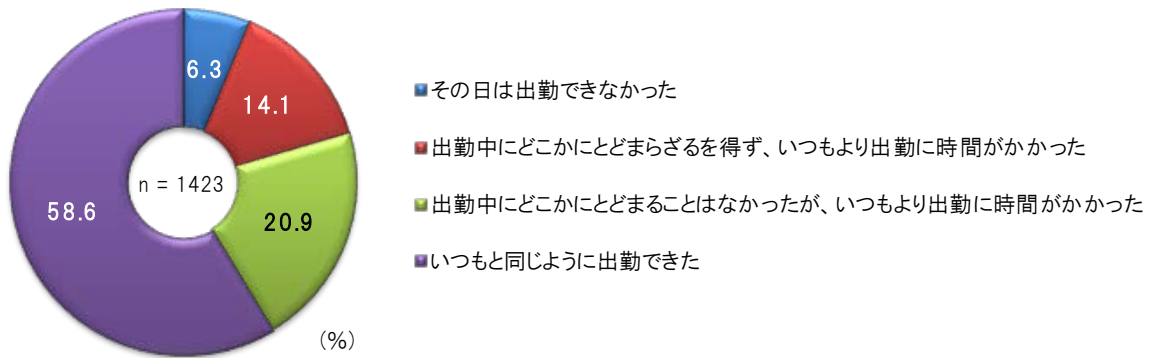 6.3
14.1
20.9
58.6
n = 1423
(%)
その日は出勤できなかった
出勤中にどこかにとどまらざるを得ず、いつもより出勤に時間がかかった
出勤中にどこかにとどまることはなかったが、いつもより出勤に時間がかかった
いつもと同じように出勤できた